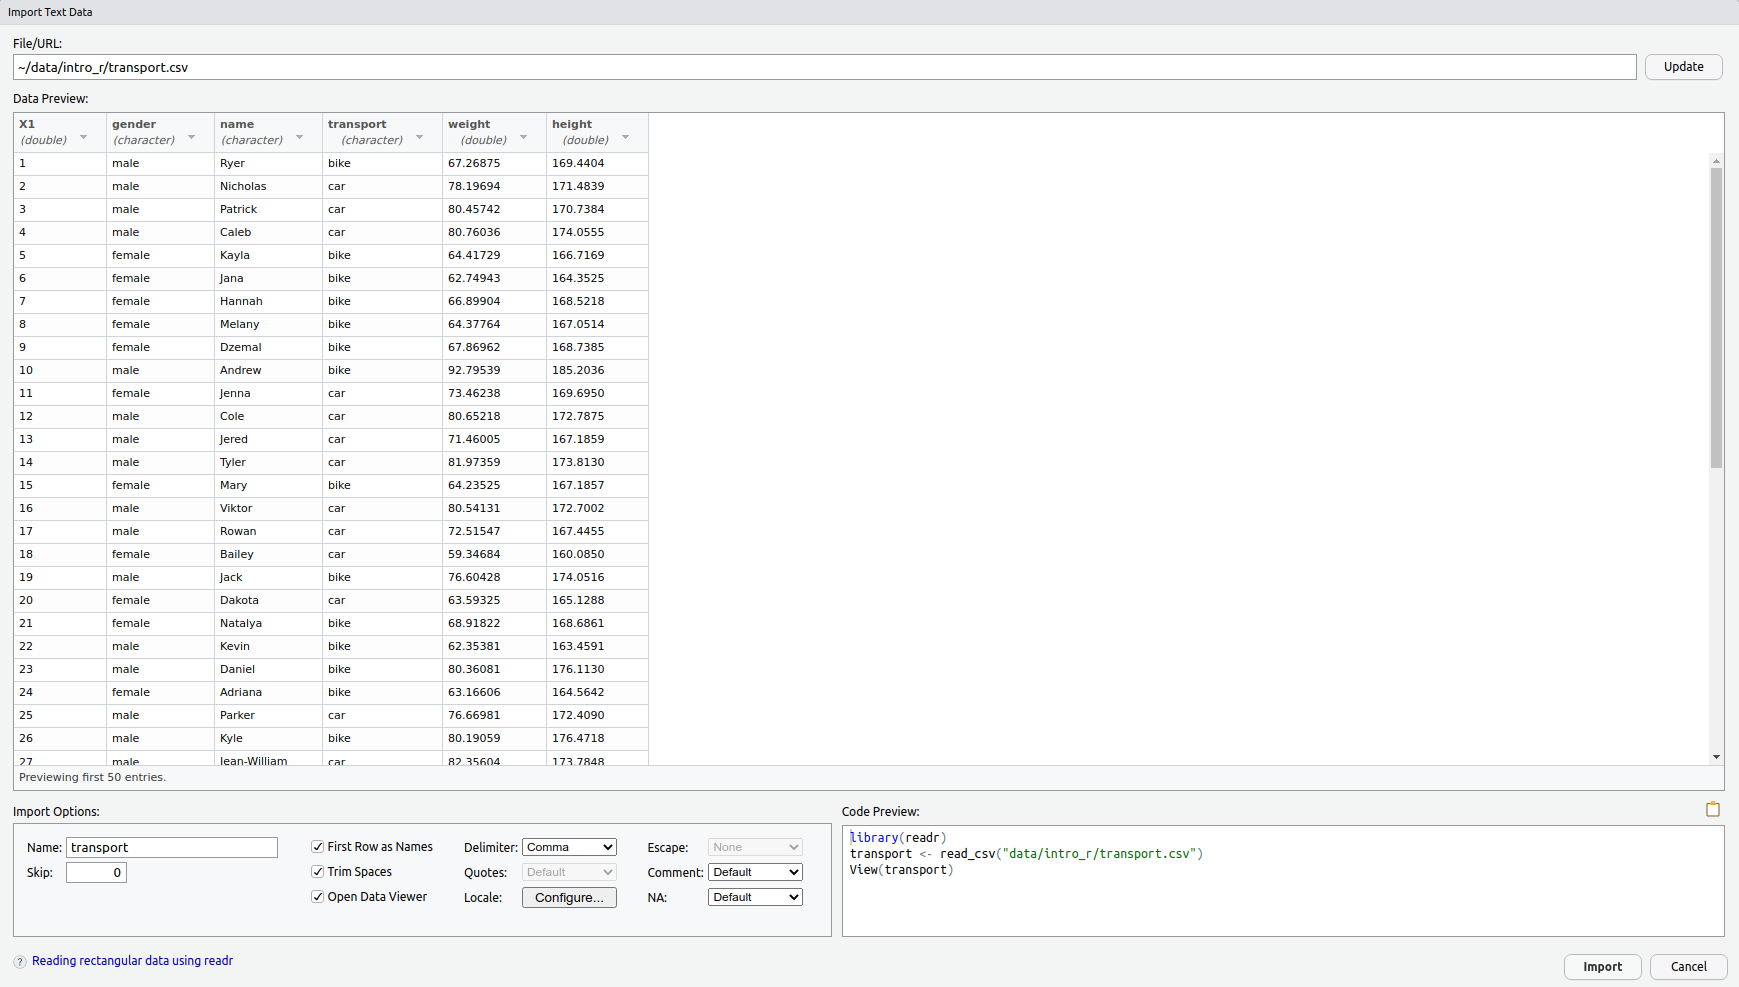 Import Text Data
File/URL:
~/data/intro_r/transport.csv Update
Data Preview:
X1 gender name transport weight height
(double) (character) (character) (character) (double) (double)
1 male Ryer bike 67.26875 169.4404
2 male Nicholas car 78.19694 171.4839
3 male Patrick car 80.45742 170.7384
4 male Caleb car 80.76036 174.0555
5 female Kayla bike 64.41729 166.7169
6 female Jana bike 62.74943 164.3525
7 female Hannah bike 66.89904 168.5218
8 female Melany bike 64.37764 167.0514
9 female Dzemal bike 67.86962 168.7385
10 male Andrew bike 92.79539 185.2036
11 female Jenna car 73.46238 169.6950
12 male Cole car 80.65218 172.7875
13 male Jered car 71.46005 167.1859
14 male Tyler car 81.97359 173.8130
15 female Mary bike 64.23525 167.1857
16 male Viktor car 80.54131 172.7002
17 male Rowan car 72.51547 167.4455
18 female Bailey car 59.34684 160.0850
19 male Jack bike 76.60428 174.0516
20 female Dakota car 63.59325 165.1288
21 female Natalya bike 68.91822 168.6861
22 male Kevin bike 62.35381 163.4591
23 male Daniel bike 80.36081 176.1130
24 female Adriana bike 63.16606 164.5642
25 male Parker car 76.66981 172.4090
26 male Kyle bike 80.19059 176.4718
27 male Jean-William car 82.35604 173.7848
Previewing first 50 entries.
Import Options:
Name: transport
Skip: 0
First Row as Names
Trim Spaces
Open Data Viewer
Delimiter: Comma
Quotes: Default
Locale: Configure...
Escape: None
Comment: Default
NA: Default
Code Preview:
library(readr)
transport <- read_csv("data/intro_r/transport.csv")
View(transport)
? Reading rectangular data using readr
Import Cancel